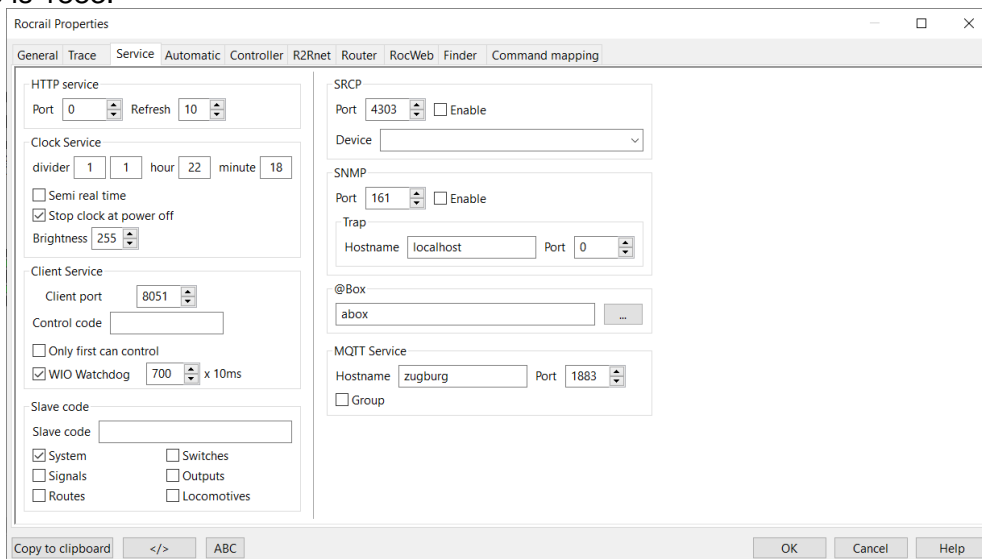 is 1883.
Rocrail Properties
General Trace Service Automatic Controller R2Rnet Router RocWeb Finder Command mapping
HTTP service
Port 0 Refresh 10
Clock Service
divider 1 1 hour 22 minute 18
Semi real time
Stop clock at power off
Brightness 255
Client Service
Client port 8051
Control code
Only first can control
WIO Watchdog 700 x 10ms
Slave code
Slave code
System Switches
Signals Outputs
Routes Locomotives
SRCP
Port 4303 Enable
Device
SNMP
Port 161 Enable
Trap
Hostname localhost Port 0
@Box
abox ...
MQTT Service
Hostname zugburg Port 1883
Group
Copy to clipboard </> ABC OK Cancel Help